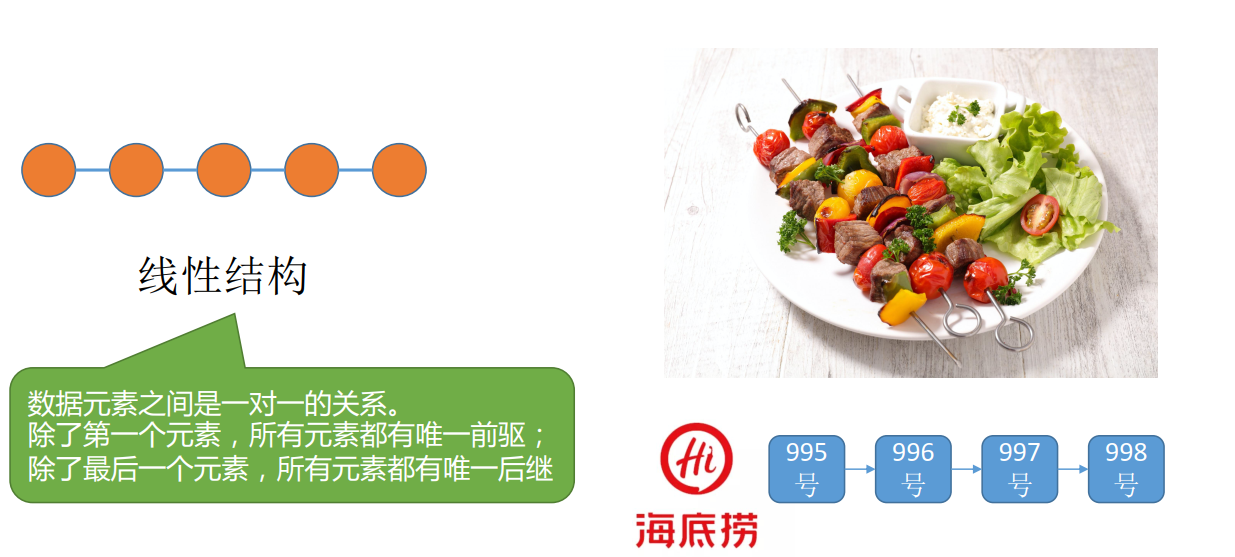 线性结构
数据元素之间是一对一的关系。
除了第一个元素，所有元素都有唯一前驱；
除了最后一个元素，所有元素都有唯一后继
Hi
海底捞
995
号
996
号
997
号
998
号